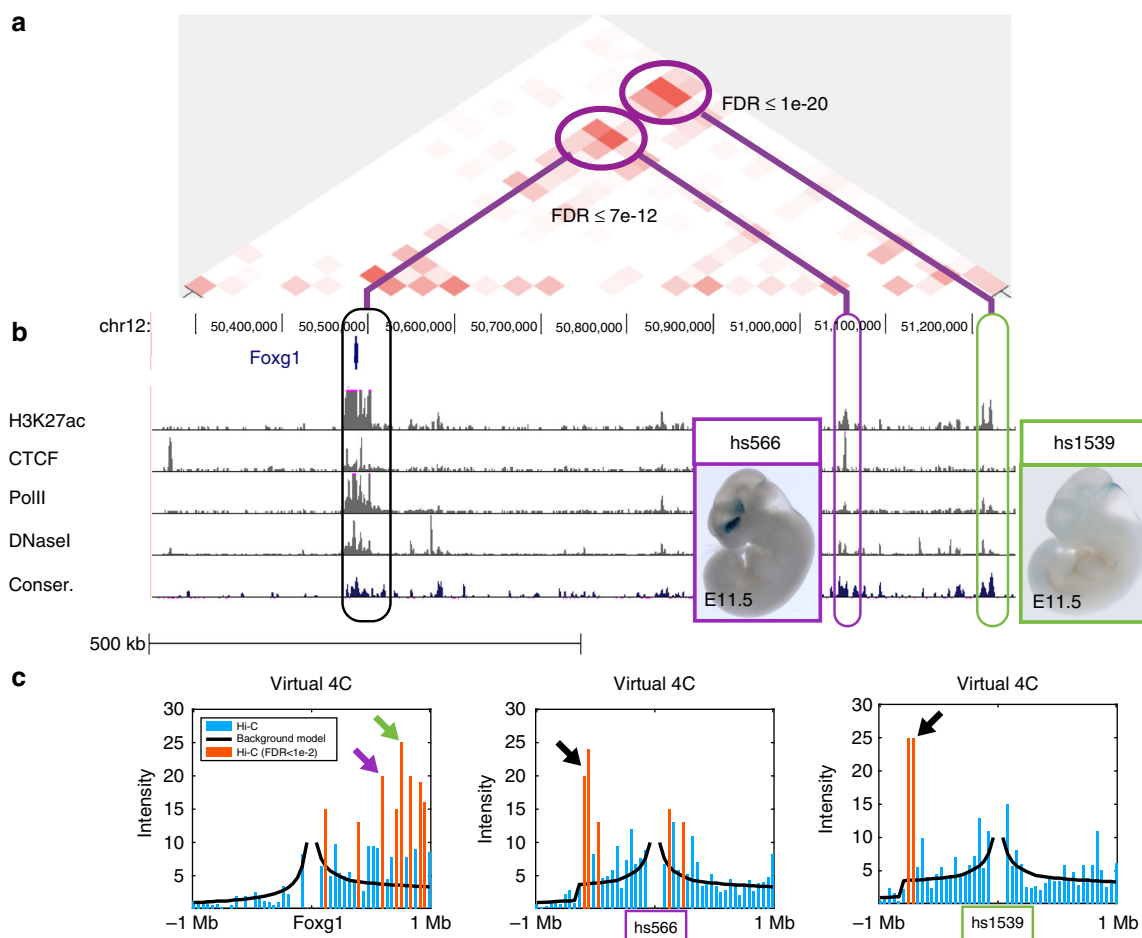 a
FDR ≤ 1e-20
FDR ≤ 7e-12
b
chr12:
50,400,000
50,500,000
50,600,000
50,700,000
50,800,000
50,900,000
51,000,000
51,100,000
51,200,000
Foxg1
H3K27ac
CTCF
PolII
DNaseI
Conser.
hs566
E11.5
hs1539
E11.5
500 kb
c
Virtual 4C
Intensity
30
25
20
15
10
5
Hi-C
Background model
Hi-C (FDR<1e-2)
−1 Mb
Foxg1
1 Mb
Virtual 4C
Intensity
30
25
20
15
10
5
−1 Mb
hs566
1 Mb
Virtual 4C
Intensity
30
25
20
15
10
5
0
−1 Mb
hs1539
1 Mb